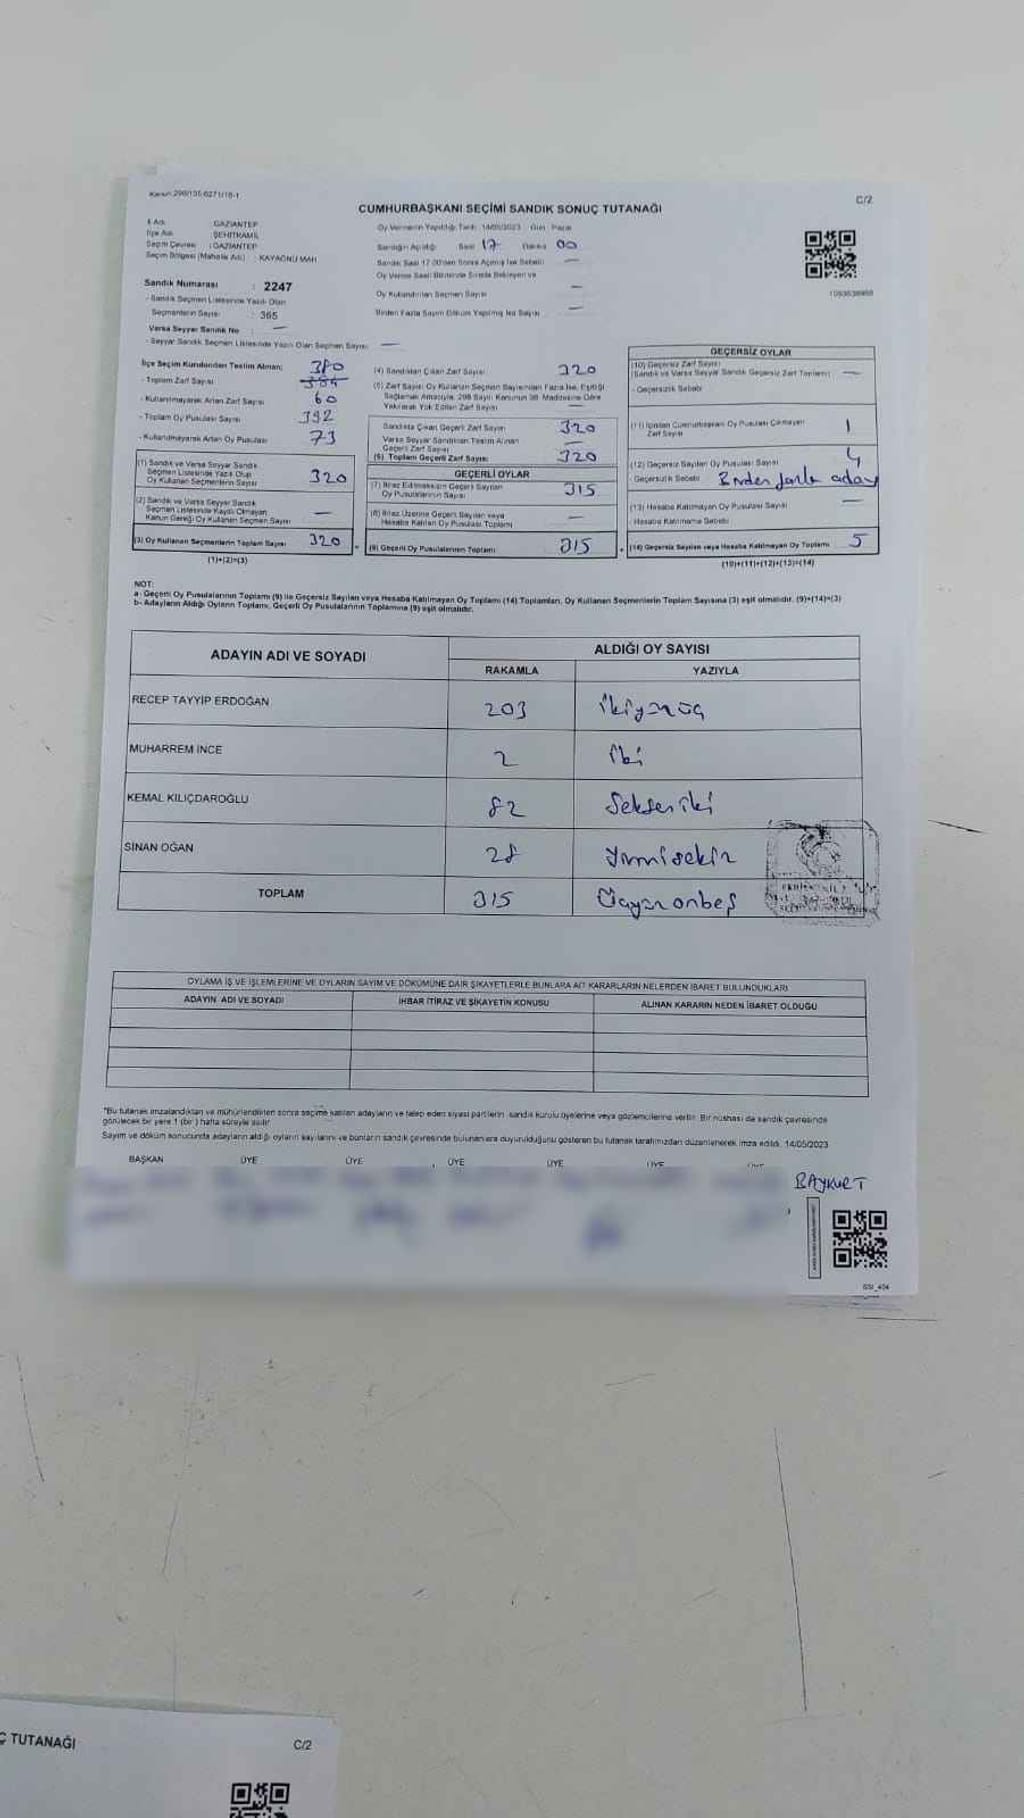 Kanun:298/105-6271/18-1
C/2
CUMHURBAŞKANI SEÇİMİ SANDIK SONUÇ TUTANAĞI
İl Adı : GAZİANTEP
İlçe Adı : ŞEHİTKAMİL
Seçim Çevresi : GAZİANTEP
Seçim Bölgesi (Mahalle Adı) : KAYAÖNÜ MAH
Sandık Numarası : 2247
- Sandık Seçmen Listesinde Yazılı Olan
Seçmenlerin Sayısı : 365
Varsa Seyyar Sandık No : —
- Seyyar Sandık Seçmen Listesinde Yazılı Olan Seçmen Sayısı —
Oy Vermenin Yapıldığı Tarih 14/05/2023 Gün Pazar
Sandığın Açıldığı Saat 17 Dakika 00
Sandık Saat 17.00'den Sonra Açılmış İse Sebebi —
Oy Verme Saati Bitiminde Sırada Bekleyen ve
Oy Kullandırılan Seçmen Sayısı —
Birden Fazla Sayım Döküm Yapılmış İse Sayısı —
1093638988
İlçe Seçim Kurulundan Teslim Alınan; 380
- Toplam Zarf Sayısı
- Kullanılmayarak Artan Zarf Sayısı 60
- Toplam Oy Pusulası Sayısı 392
- Kullanılmayarak Artan Oy Pusulası 73
(1) Sandık ve Varsa Seyyar Sandık
Seçmen Listesinde Yazılı Olup
Oy Kullanan Seçmenlerin Sayısı 320
(2) Sandık ve Varsa Seyyar Sandık
Seçmen Listesinde Kayıtlı Olmayan
Kanun Gereği Oy Kullanan Seçmen Sayısı —
(3) Oy Kullanan Seçmenlerin Toplam Sayısı 320
(1)+(2)=(3)
(4) Sandıktan Çıkan Zarf Sayısı 320
(5) Zarf Sayısı Oy Kullanan Seçmen Sayısından Fazla İse, Eşitliği
Sağlamak Amacıyla, 298 Sayılı Kanunun 98. Maddesine Göre
Yakılarak Yok Edilen Zarf Sayısı —
Sandıkta Çıkan Geçerli Zarf Sayısı 320
Varsa Seyyar Sandıktan Teslim Alınan
Geçerli Zarf Sayısı —
(6) Toplam Geçerli Zarf Sayısı 320
GEÇERLİ OYLAR
(7) İtiraz Edilmeksizin Geçerli Sayılan
Oy Pusulalarının Sayısı 315
(8) İtiraz Üzerine Geçerli Sayılan veya
Hesaba Katılan Oy Pusulası Toplamı —
(9) Geçerli Oy Pusulalarının Toplamı 315
GEÇERSİZ OYLAR
(10) Geçersiz Zarf Sayısı
(Sandık ve Varsa Seyyar Sandık Geçersiz Zarf Toplamı) —
- Geçersizlik Sebebi
(11) İçinden Cumhurbaşkanı Oy Pusulası Çıkmayan
Zarf Sayısı 1
(12) Geçersiz Sayılan Oy Pusulası Sayısı 4
- Geçersizlik Sebebi Birden fazla aday
(13) Hesaba Katılmayan Oy Pusulası Sayısı —
- Hesaba Katılmama Sebebi
(14) Geçersiz Sayılan veya Hesaba Katılmayan Oy Toplamı 5
(10)+(11)+(12)+(13)=(14)
NOT:
a- Geçerli Oy Pusulalarının Toplamı (9) ile Geçersiz Sayılan veya Hesaba Katılmayan Oy Toplamı (14) Toplamları, Oy Kullanan Seçmenlerin Toplam Sayısına (3) eşit olmalıdır. (9)+(14)=(3)
b- Adayların Aldığı Oyların Toplamı, Geçerli Oy Pusulalarının Toplamına (9) eşit olmalıdır.
ADAYIN ADI VE SOYADI
ALDIĞI OY SAYISI
RAKAMLA YAZIYLA
RECEP TAYYİP ERDOĞAN 203 ikiyüzüç
MUHARREM İNCE 2 iki
KEMAL KILIÇDAROĞLU 82 Seksen iki
SİNAN OĞAN 28 Yirmisekiz
TOPLAM 315 Üçyüz onbeş
OYLAMA İŞ VE İŞLEMLERİNE VE OYLARIN SAYIM VE DÖKÜMÜNE DAİR ŞİKAYETLERLE BUNLARA AİT KARARLARIN NELERDEN İBARET BULUNDUKLARI
ADAYIN ADI VE SOYADI İHBAR İTİRAZ VE ŞİKAYETİN KONUSU ALINAN KARARIN NEDEN İBARET OLDUĞU
*Bu tutanak imzalandıktan ve mühürlendikten sonra seçime katılan adayların ve talep eden siyasi partilerin sandık kurulu üyelerine veya gözlemcilerine verilir. Bir nüshası da sandık çevresinde
görülecek bir yere 1 (bir) hafta süreyle asılır
Sayım ve döküm sonucunda adayların aldığı oyların sayılarını ve bunların sandık çevresinde bulunanlara duyurulduğunu gösteren bu tutanak tarafımızdan düzenlenerek imza edildi. 14/05/2023
BAŞKAN ÜYE ÜYE ÜYE ÜYE ÜYE ÜYE
BAYKURT
Ç TUTANAĞI
C/2